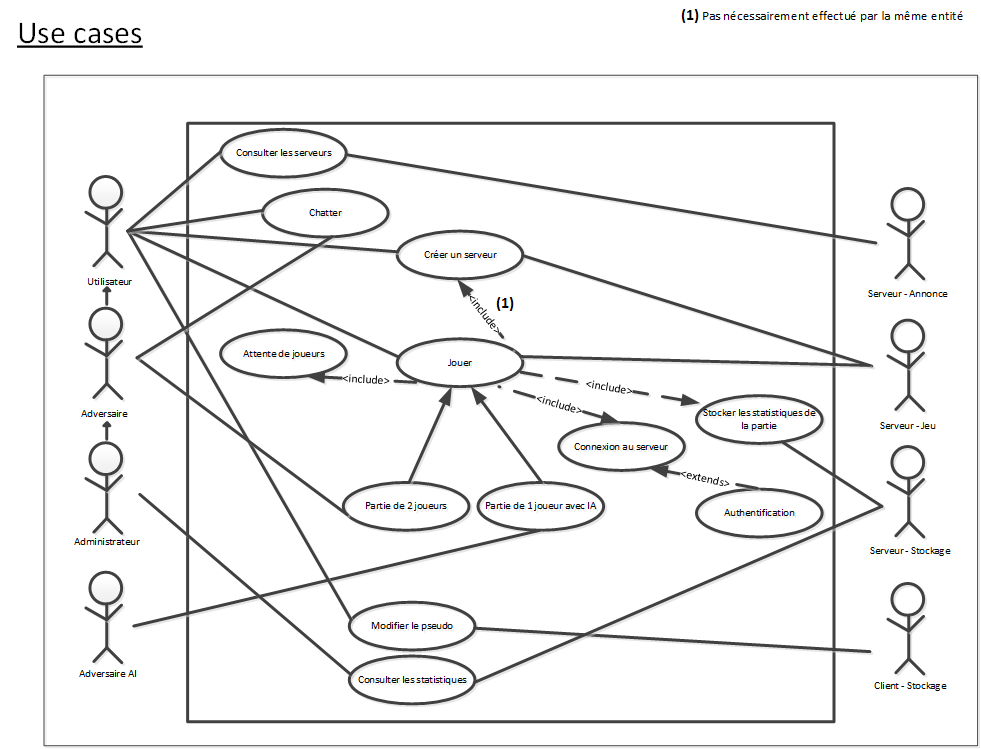 (1) Pas nécessairement effectué par la même entité
Use cases
Consulter les serveurs
Chatter
Utilisateur
Créer un serveur
Serveur - Annonce
<include>
(1)
Attente de joueurs
Jouer
<include>
<include>
<include>
Adversaire
Stocker les statistiques de
la partie
Serveur - Jeu
Connexion au serveur
<extends>
Partie de 2 joueurs
Partie de 1 joueur avec IA
Authentification
Administrateur
Serveur - Stockage
Modifier le pseudo
Adversaire AI
Consulter les statistiques
Client - Stockage